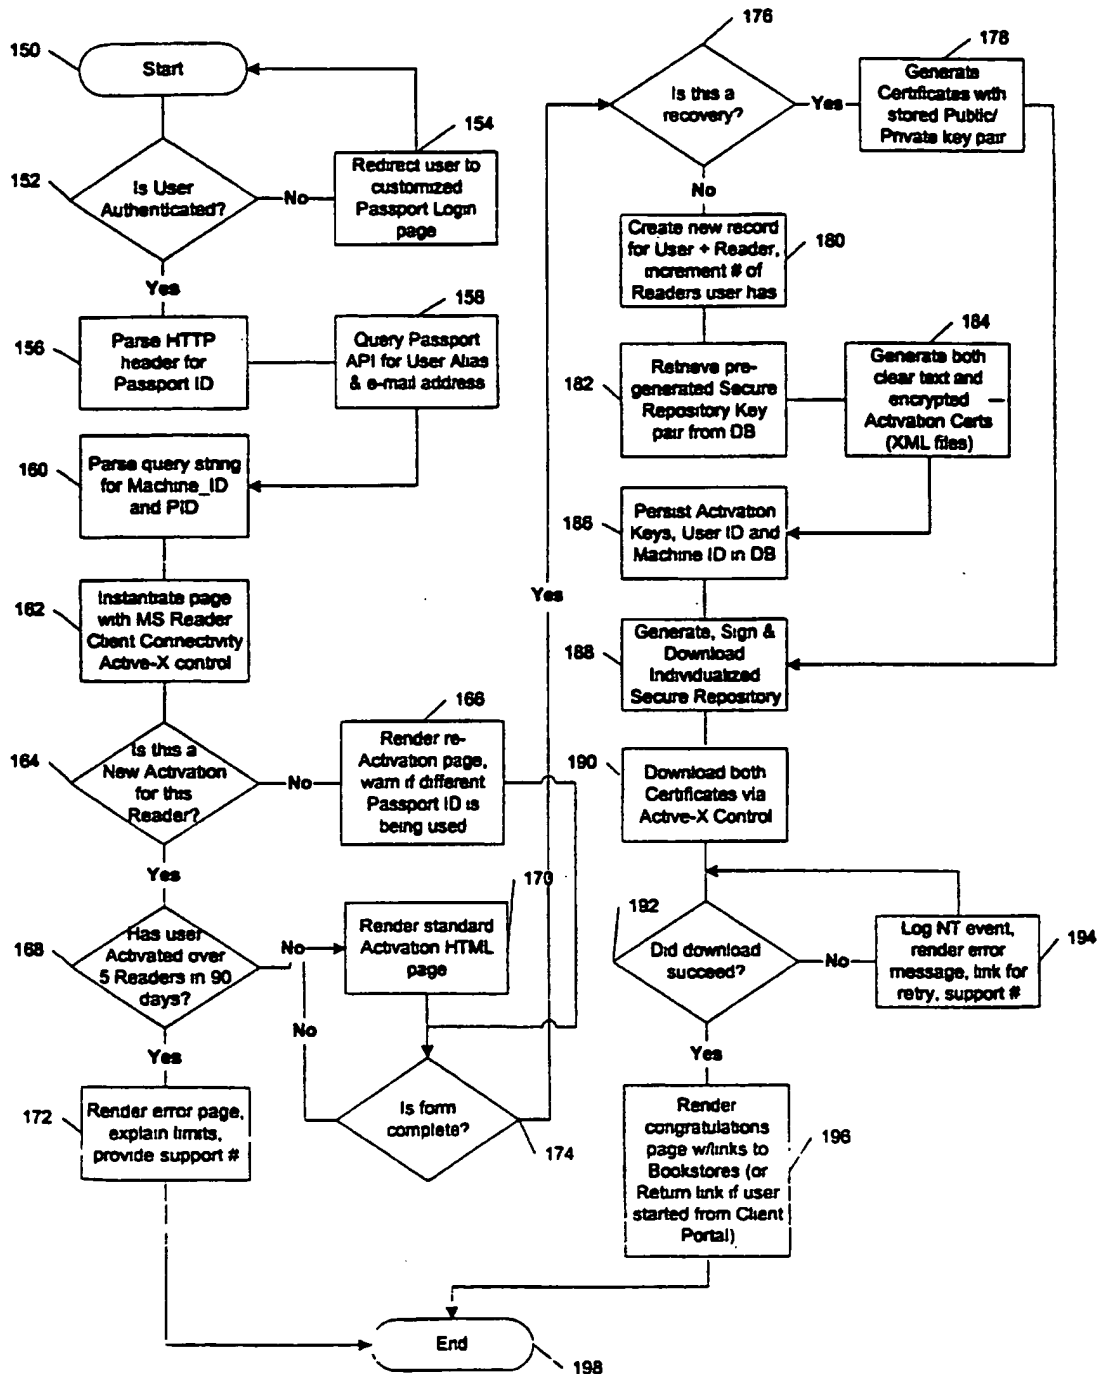 150
Start
154
Redirect user to
customized
Passport Login
page
152
Is User
Authenticated?
No
Yes
156
Parse HTTP
header for
Passport ID
158
Query Passport
API for User Alias
& e-mail address
160
Parse query string
for Machine_ID
and PID
162
Instantiate page
with MS Reader
Client Connectivity
Active-X control
164
Is this a
New Activation
for this
Reader?
No
166
Render re-
Activation page,
warn if different
Passport ID is
being used
Yes
168
Has user
Activated over
5 Readers in 90
days?
No
170
Render standard
Activation HTML
page
No
Yes
172
Render error page,
explain limits,
provide support #
Is form
complete?
174
Yes
176
Is this a
recovery?
Yes
178
Generate
Certificates with
stored Public/
Private key pair
No
Create new record
for User + Reader,
increment # of
Readers user has
180
182
Retrieve pre-
generated Secure
Repository Key
pair from DB
184
Generate both
clear text and
encrypted
Activation Certs
(XML files)
186
Persist Activation
Keys, User ID and
Machine ID in DB
188
Generate, Sign &
Download
Individualized
Secure Repository
190
Download both
Certificates via
Active-X Control
192
Did download
succeed?
No
Log NT event,
render error
message, link for
retry, support #
194
Yes
Render
congratulations
page w/links to
Bookstores (or
Return link if user
started from Client
Portal)
196
End
198